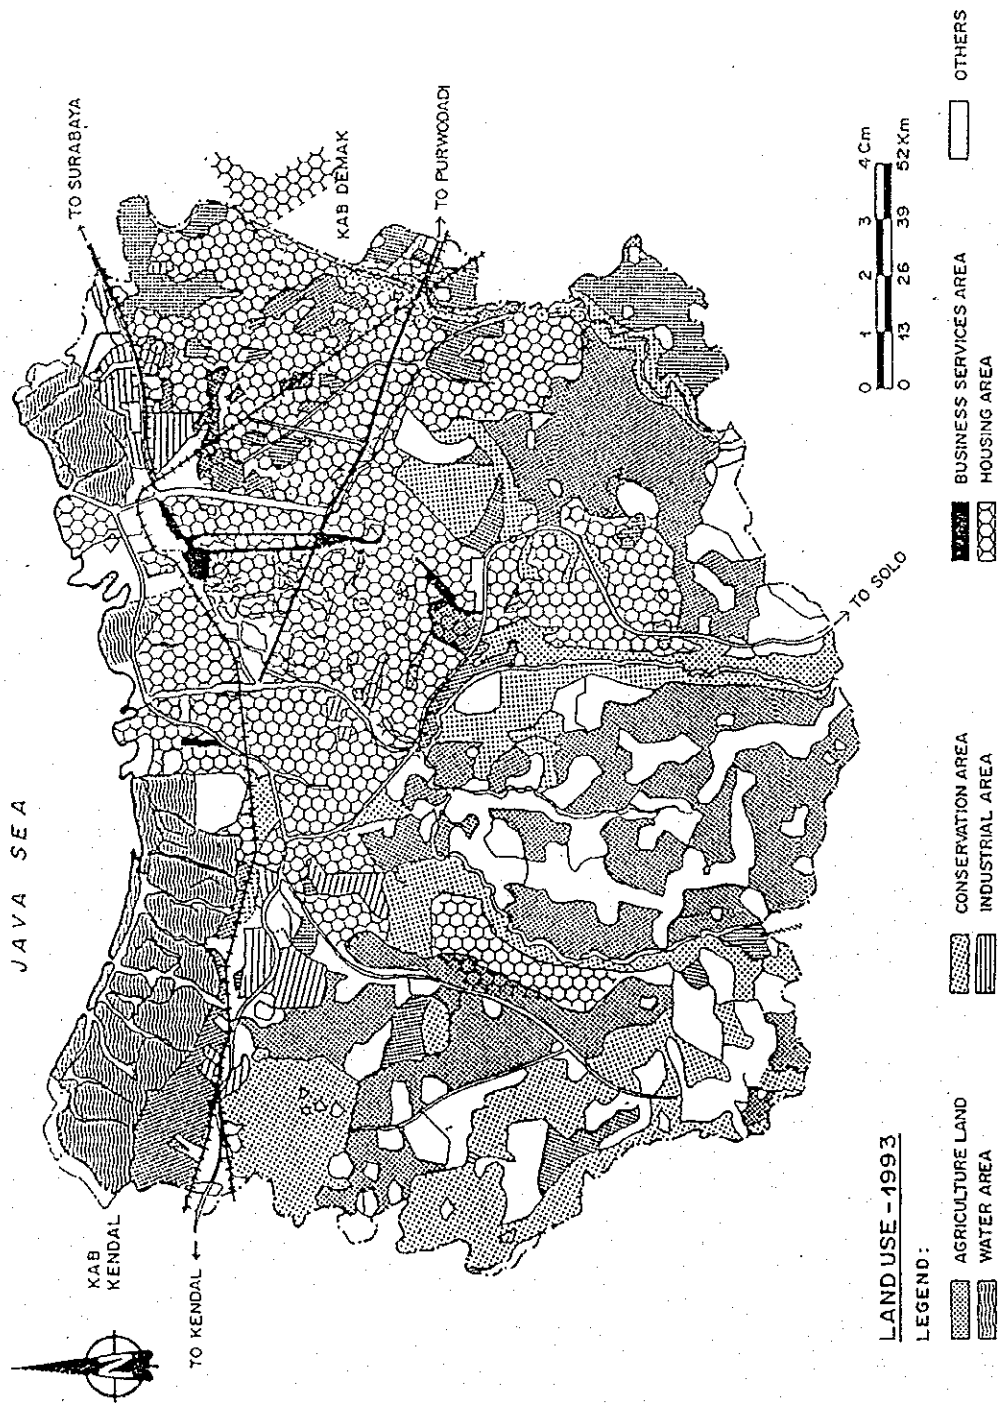 JAVA SEA
KAB
KENDAL
TO KENDAL ←
→ TO SURABAYA
KAB DEMAK
→ TO PURWODADI
→ TO SOLO
N
LAND USE - 1993
LEGEND :
AGRICULTURE LAND
WATER AREA
CONSERVATION AREA
INDUSTRIAL AREA
BUSINESS SERVICES AREA
HOUSING AREA
OTHERS
0 1 2 3 4 Cm
0 13 26 39 52 Km